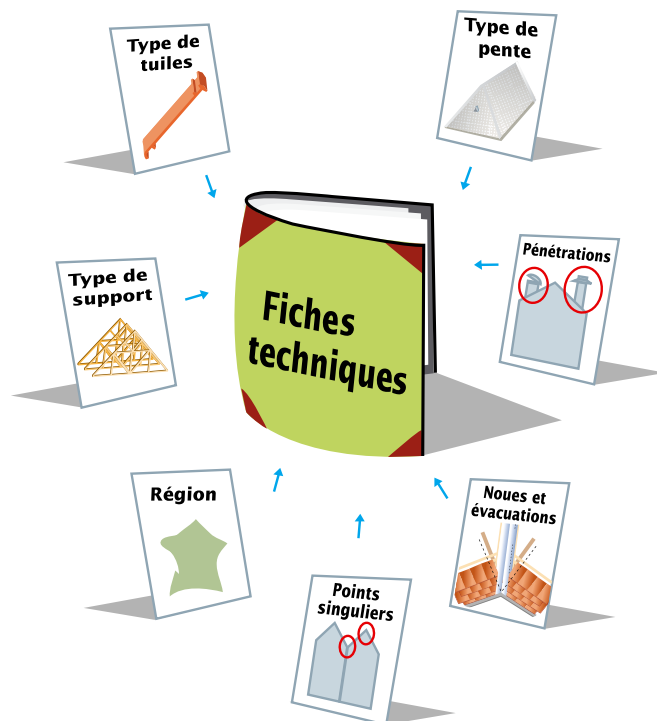 Type de
tuiles
Type de
pente
Type de
support
Fiches
techniques
Pénétrations
Région
Noues et
évacuations
Points
singuliers